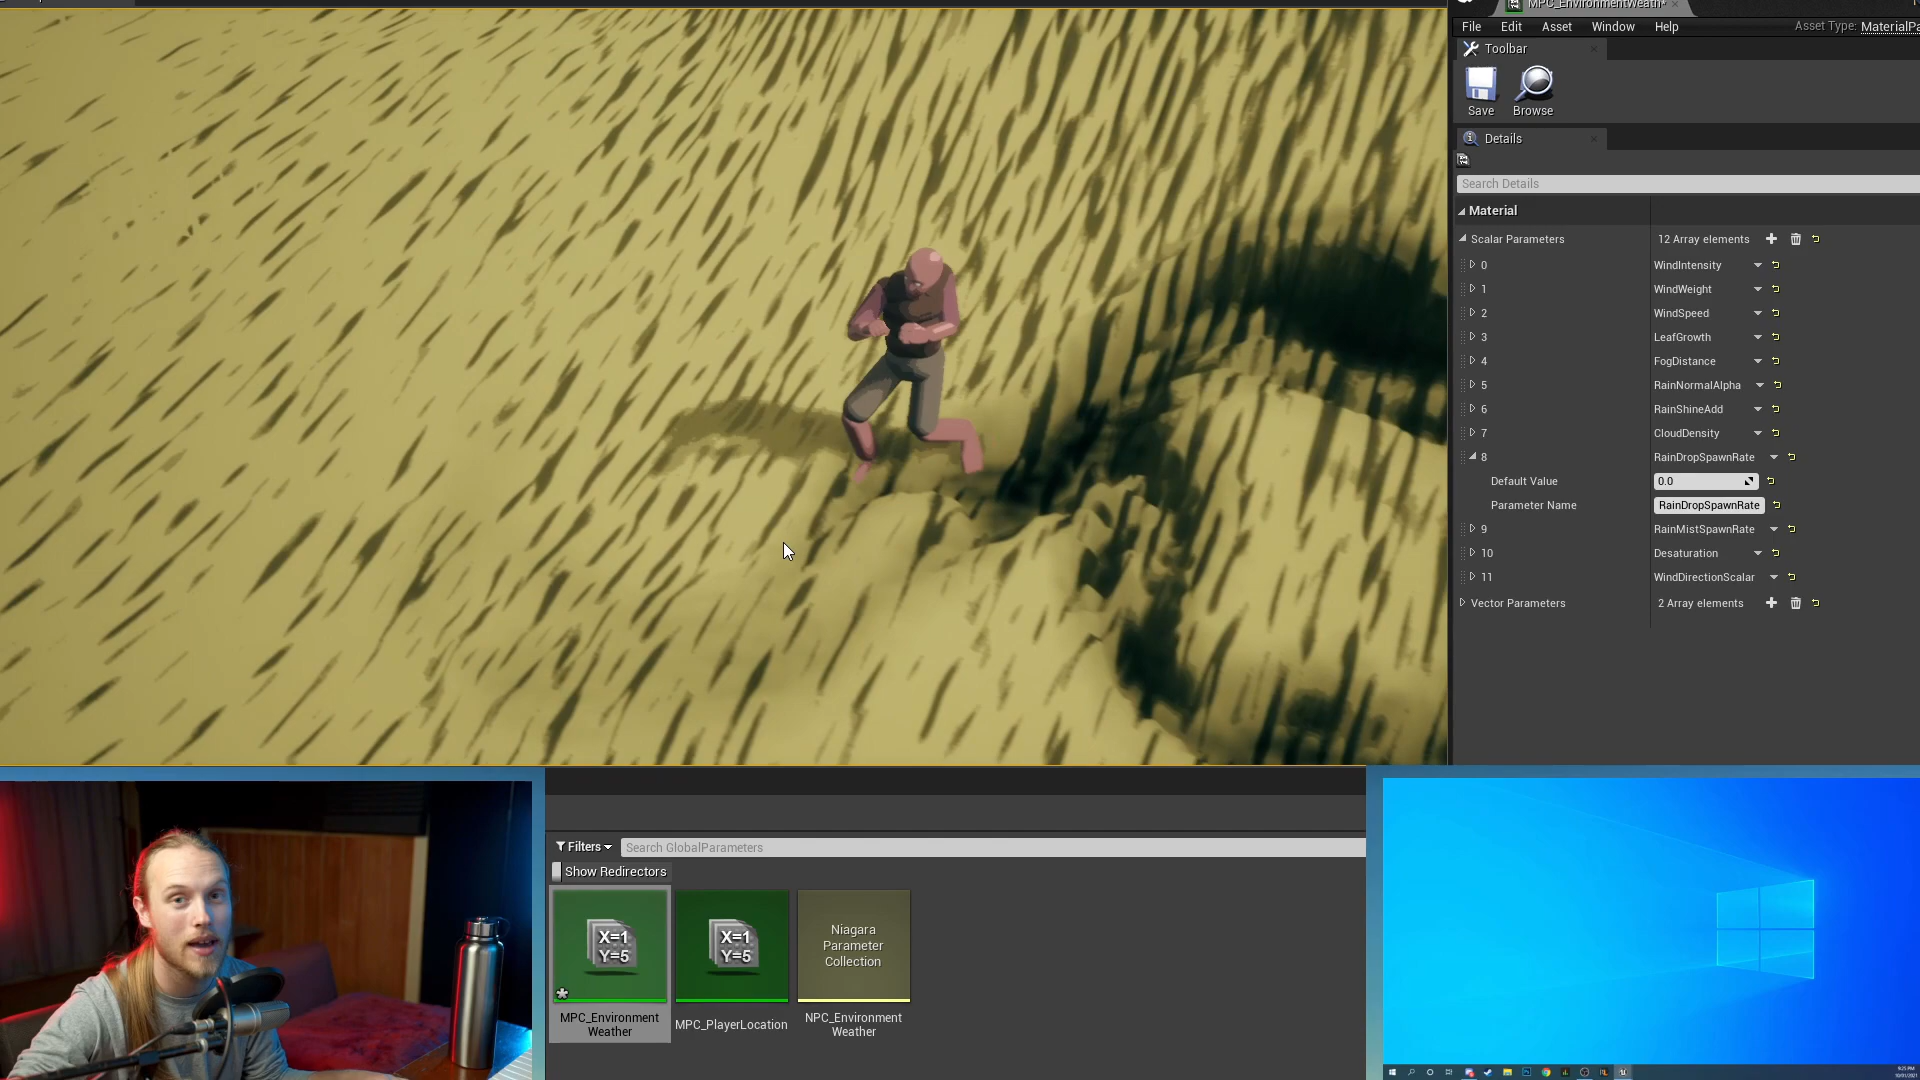 MPC_EnvironmentWeath*
File Edit Asset Window Help
Asset Type: MaterialPa
Toolbar
Save Browse
Details
Search Details
Material
Scalar Parameters 12 Array elements
0 WindIntensity
1 WindWeight
2 WindSpeed
3 LeafGrowth
4 FogDistance
5 RainNormalAlpha
6 RainShineAdd
7 CloudDensity
8 RainDropSpawnRate
Default Value 0.0
Parameter Name RainDropSpawnRate
9 RainMistSpawnRate
10 Desaturation
11 WindDirectionScalar
Vector Parameters 2 Array elements
Filters
Search GlobalParameters
Show Redirectors
X=1
Y=5
X=1
Y=5
Niagara
Parameter
Collection
MPC_Environment
Weather
MPC_PlayerLocation
NPC_Environment
Weather